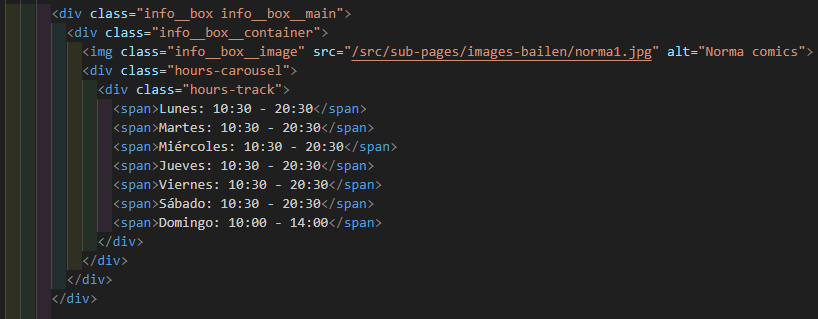 <div class="info__box info__box__main">
<div class="info__box__container">
<img class="info__box__image" src="/src/sub-pages/images-bailen/norma1.jpg" alt="Norma comics">
<div class="hours-carousel">
<div class="hours-track">
<span>Lunes: 10:30 - 20:30</span>
<span>Martes: 10:30 - 20:30</span>
<span>Miércoles: 10:30 - 20:30</span>
<span>Jueves: 10:30 - 20:30</span>
<span>Viernes: 10:30 - 20:30</span>
<span>Sábado: 10:30 - 20:30</span>
<span>Domingo: 10:00 - 14:00</span>
</div>
</div>
</div>
</div>